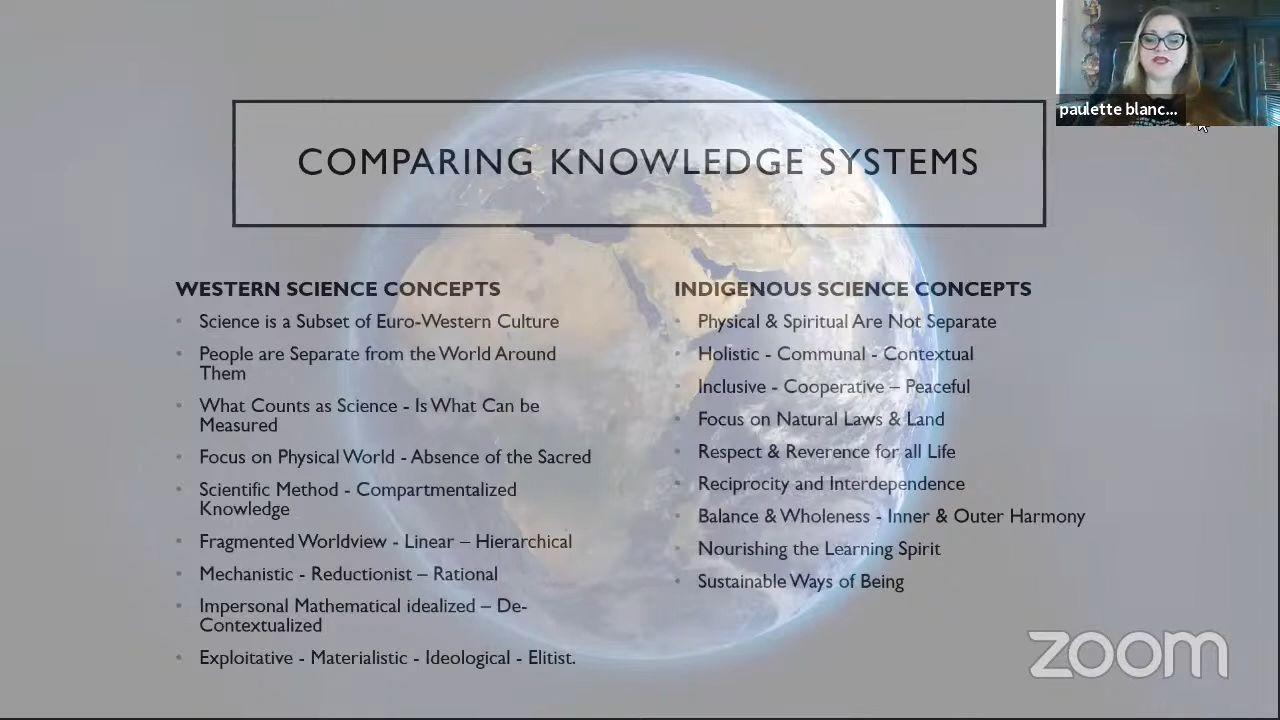 paulette blanc...
COMPARING KNOWLEDGE SYSTEMS
WESTERN SCIENCE CONCEPTS
• Science is a Subset of Euro-Western Culture
• People are Separate from the World Around
Them
• What Counts as Science - Is What Can be
Measured
• Focus on Physical World - Absence of the Sacred
• Scientific Method - Compartmentalized
Knowledge
• Fragmented Worldview - Linear – Hierarchical
• Mechanistic - Reductionist – Rational
• Impersonal Mathematical idealized – De-
Contextualized
• Exploitative - Materialistic - Ideological - Elitist.
INDIGENOUS SCIENCE CONCEPTS
• Physical & Spiritual Are Not Separate
• Holistic - Communal - Contextual
• Inclusive - Cooperative – Peaceful
• Focus on Natural Laws & Land
• Respect & Reverence for all Life
• Reciprocity and Interdependence
• Balance & Wholeness - Inner & Outer Harmony
• Nourishing the Learning Spirit
• Sustainable Ways of Being
zoom